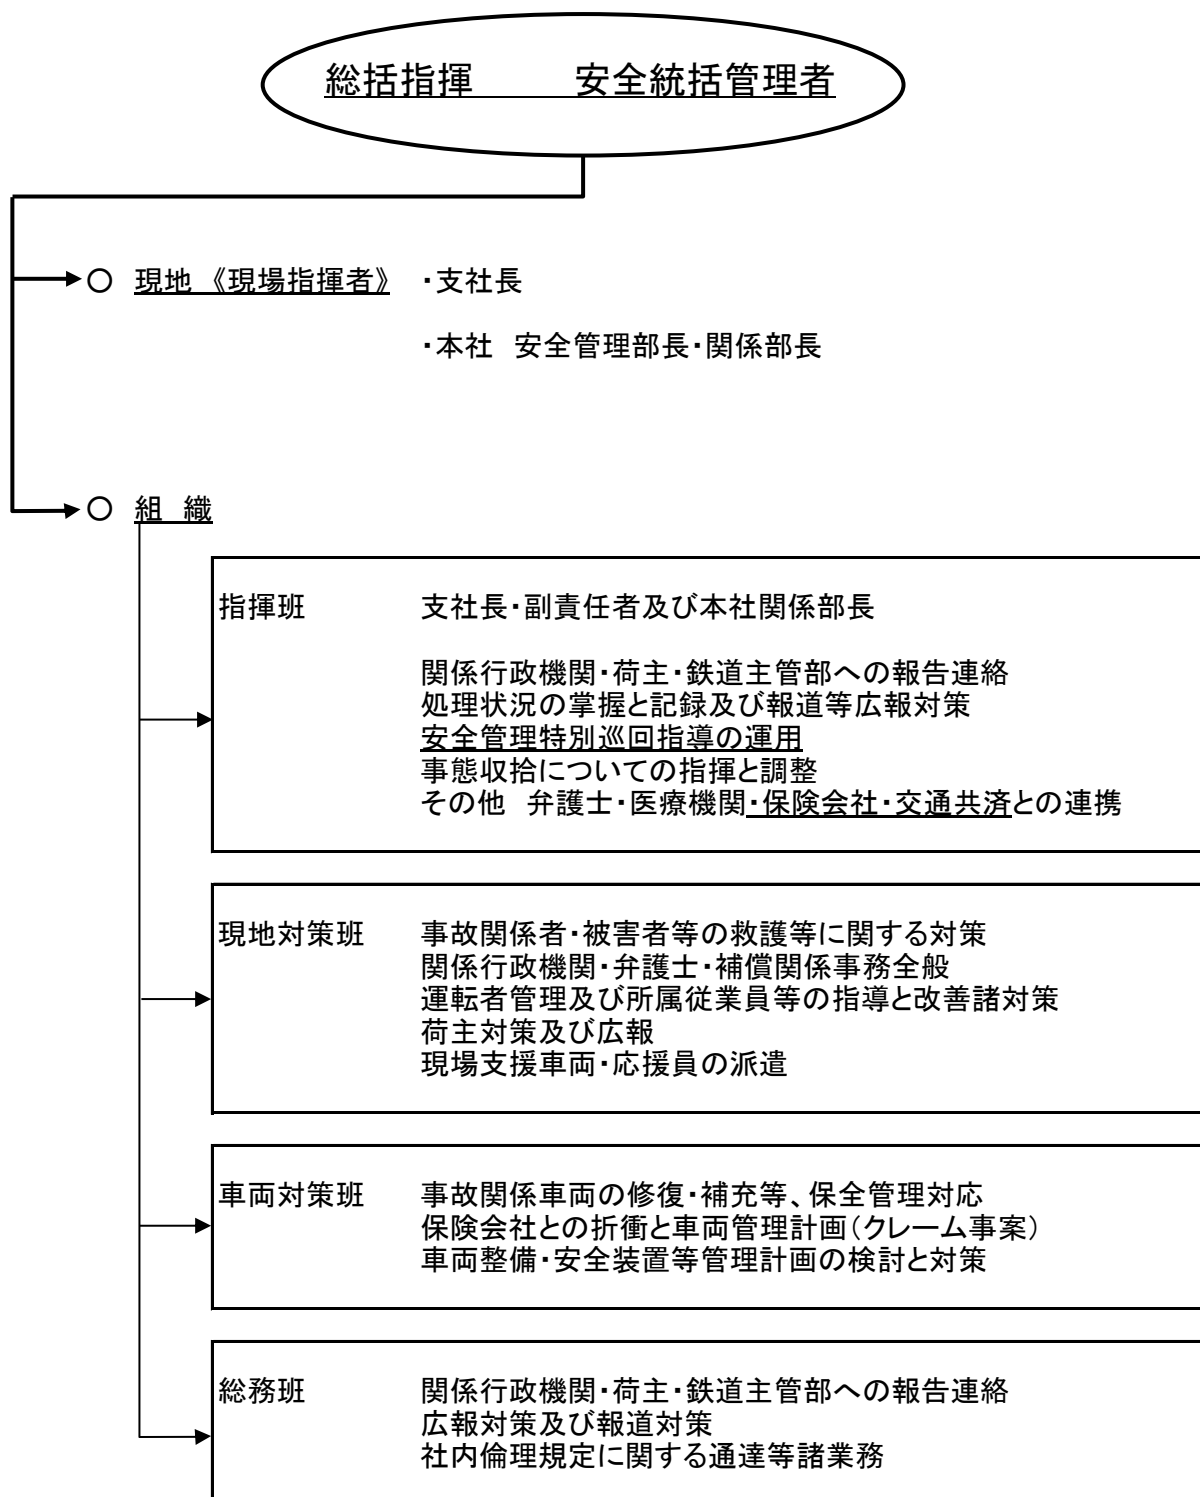 総括指揮　　安全統括管理者
○ 現地 《現場指揮者》 ・支社長
・本社　安全管理部長・関係部長
○ 組　織
指揮班　支社長・副責任者及び本社関係部長
関係行政機関・荷主・鉄道主管部への報告連絡
処理状況の掌握と記録及び報道等広報対策
安全管理特別巡回指導の運用
事態収拾についての指揮と調整
その他　弁護士・医療機関・保険会社・交通共済との連携
現地対策班　事故関係者・被害者等の救護等に関する対策
関係行政機関・弁護士・補償関係事務全般
運転者管理及び所属従業員等の指導と改善諸対策
荷主対策及び広報
現場支援車両・応援員の派遣
車両対策班　事故関係車両の修復・補充等、保全管理対応
保険会社との折衝と車両管理計画（クレーム事案）
車両整備・安全装置等管理計画の検討と対策
総務班　関係行政機関・荷主・鉄道主管部への報告連絡
広報対策及び報道対策
社内倫理規定に関する通達等諸業務